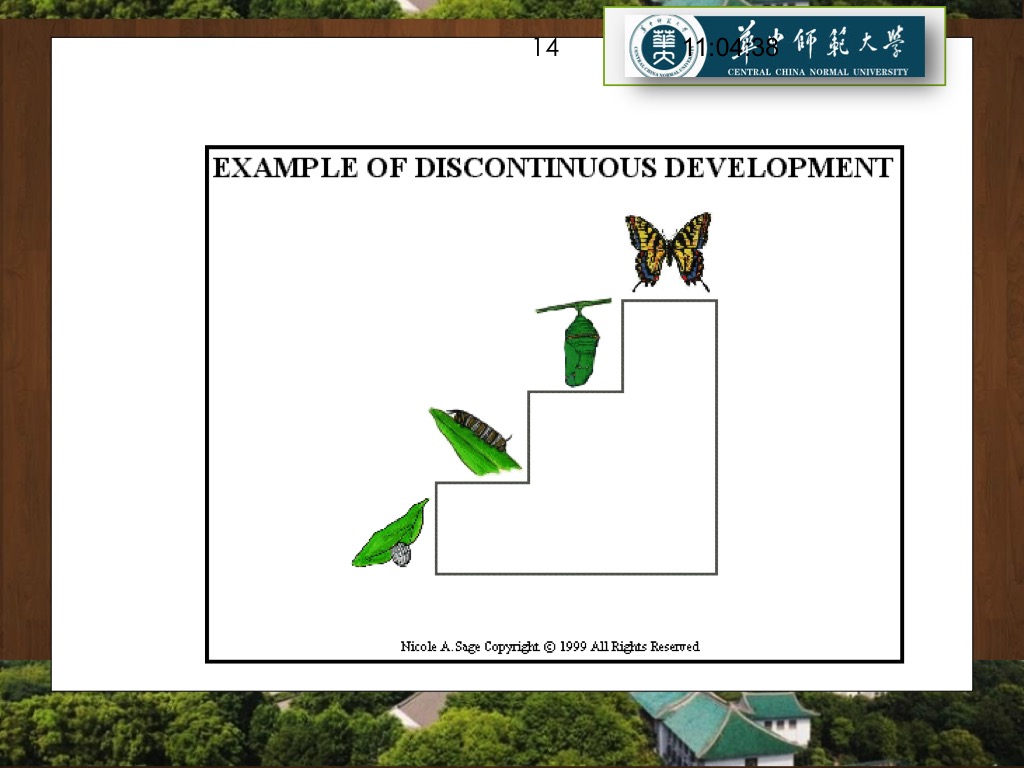 14
11:04:38
華中師範大學
CENTRAL CHINA NORMAL UNIVERSITY
EXAMPLE OF DISCONTINUOUS DEVELOPMENT
Nicole A. Sage Copyright © 1999 All Rights Reserved